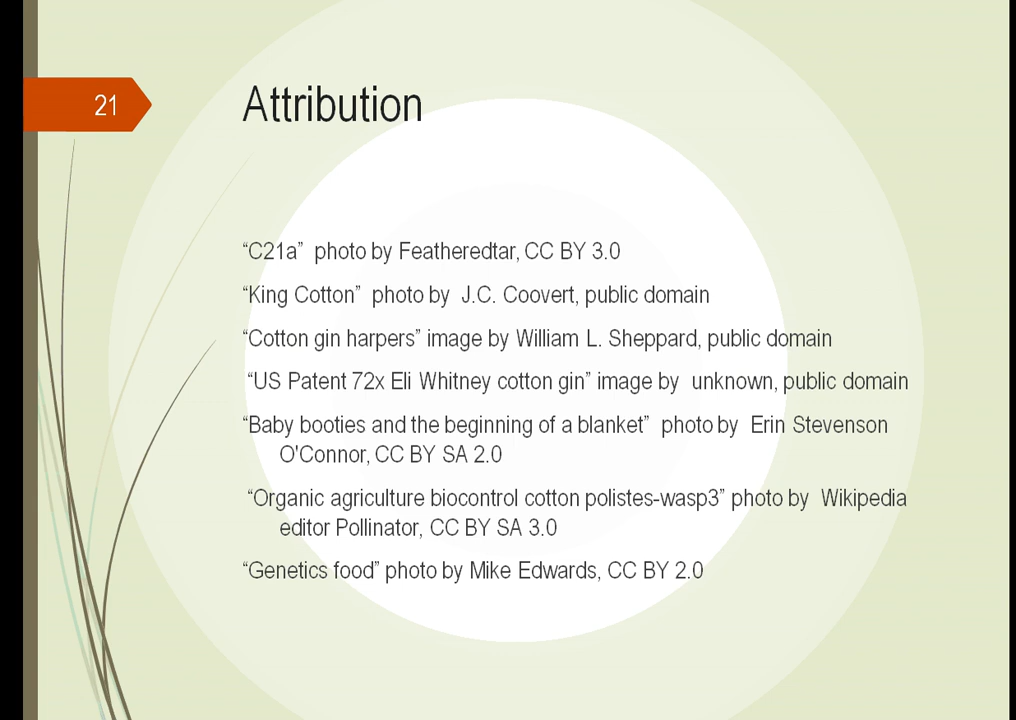 21
Attribution
“C21a”  photo by Featheredtar, CC BY 3.0
“King Cotton”  photo by  J.C. Coovert, public domain
“Cotton gin harpers” image by William L. Sheppard, public domain
“US Patent 72x Eli Whitney cotton gin” image by  unknown, public domain
“Baby booties and the beginning of a blanket”  photo by  Erin Stevenson
O'Connor, CC BY SA 2.0
“Organic agriculture biocontrol cotton polistes-wasp3” photo by  Wikipedia
editor Pollinator, CC BY SA 3.0
“Genetics food” photo by Mike Edwards, CC BY 2.0